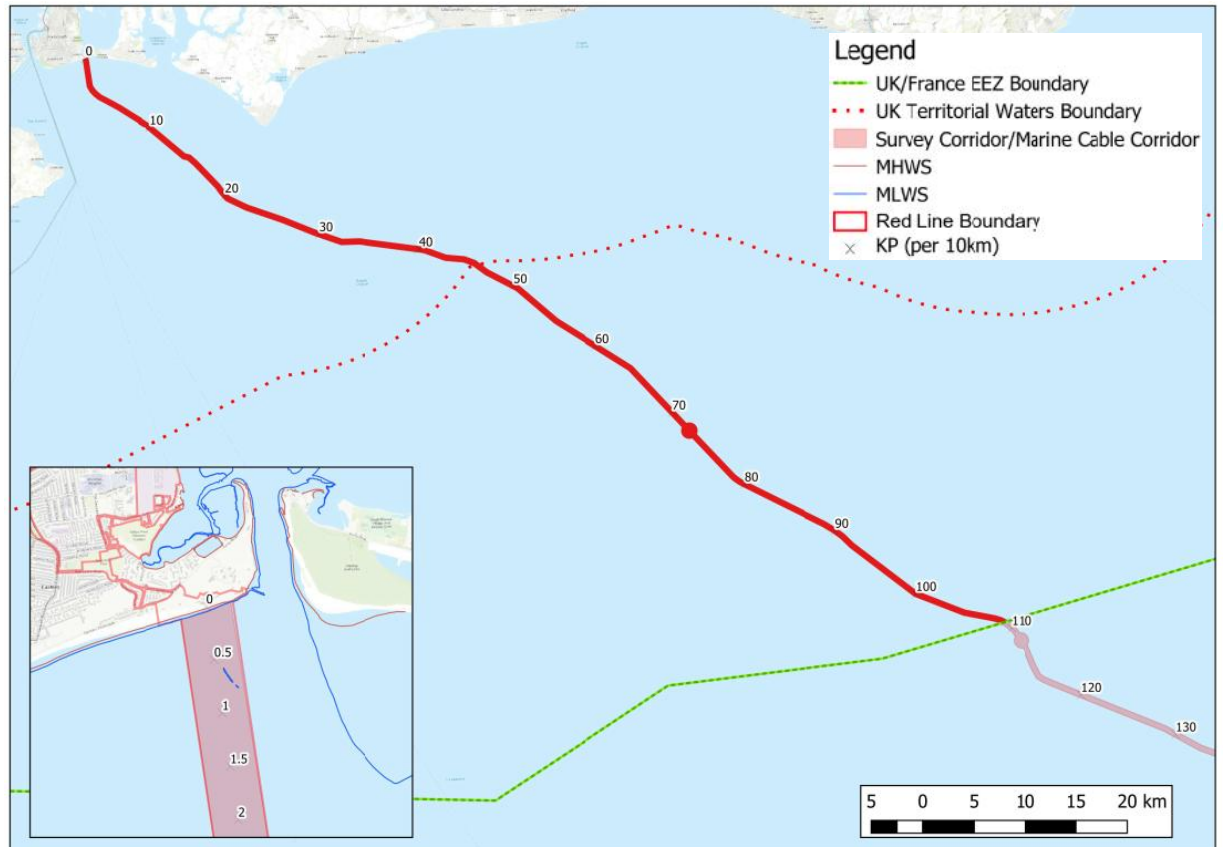 0
10
20
30
40
50
60
70
80
90
100
110
120
130
Legend
UK/France EEZ Boundary
UK Territorial Waters Boundary
Survey Corridor/Marine Cable Corridor
MHWS
MLWS
Red Line Boundary
KP (per 10km)
0
0.5
1
1.5
2
5 0 5 10 15 20 km